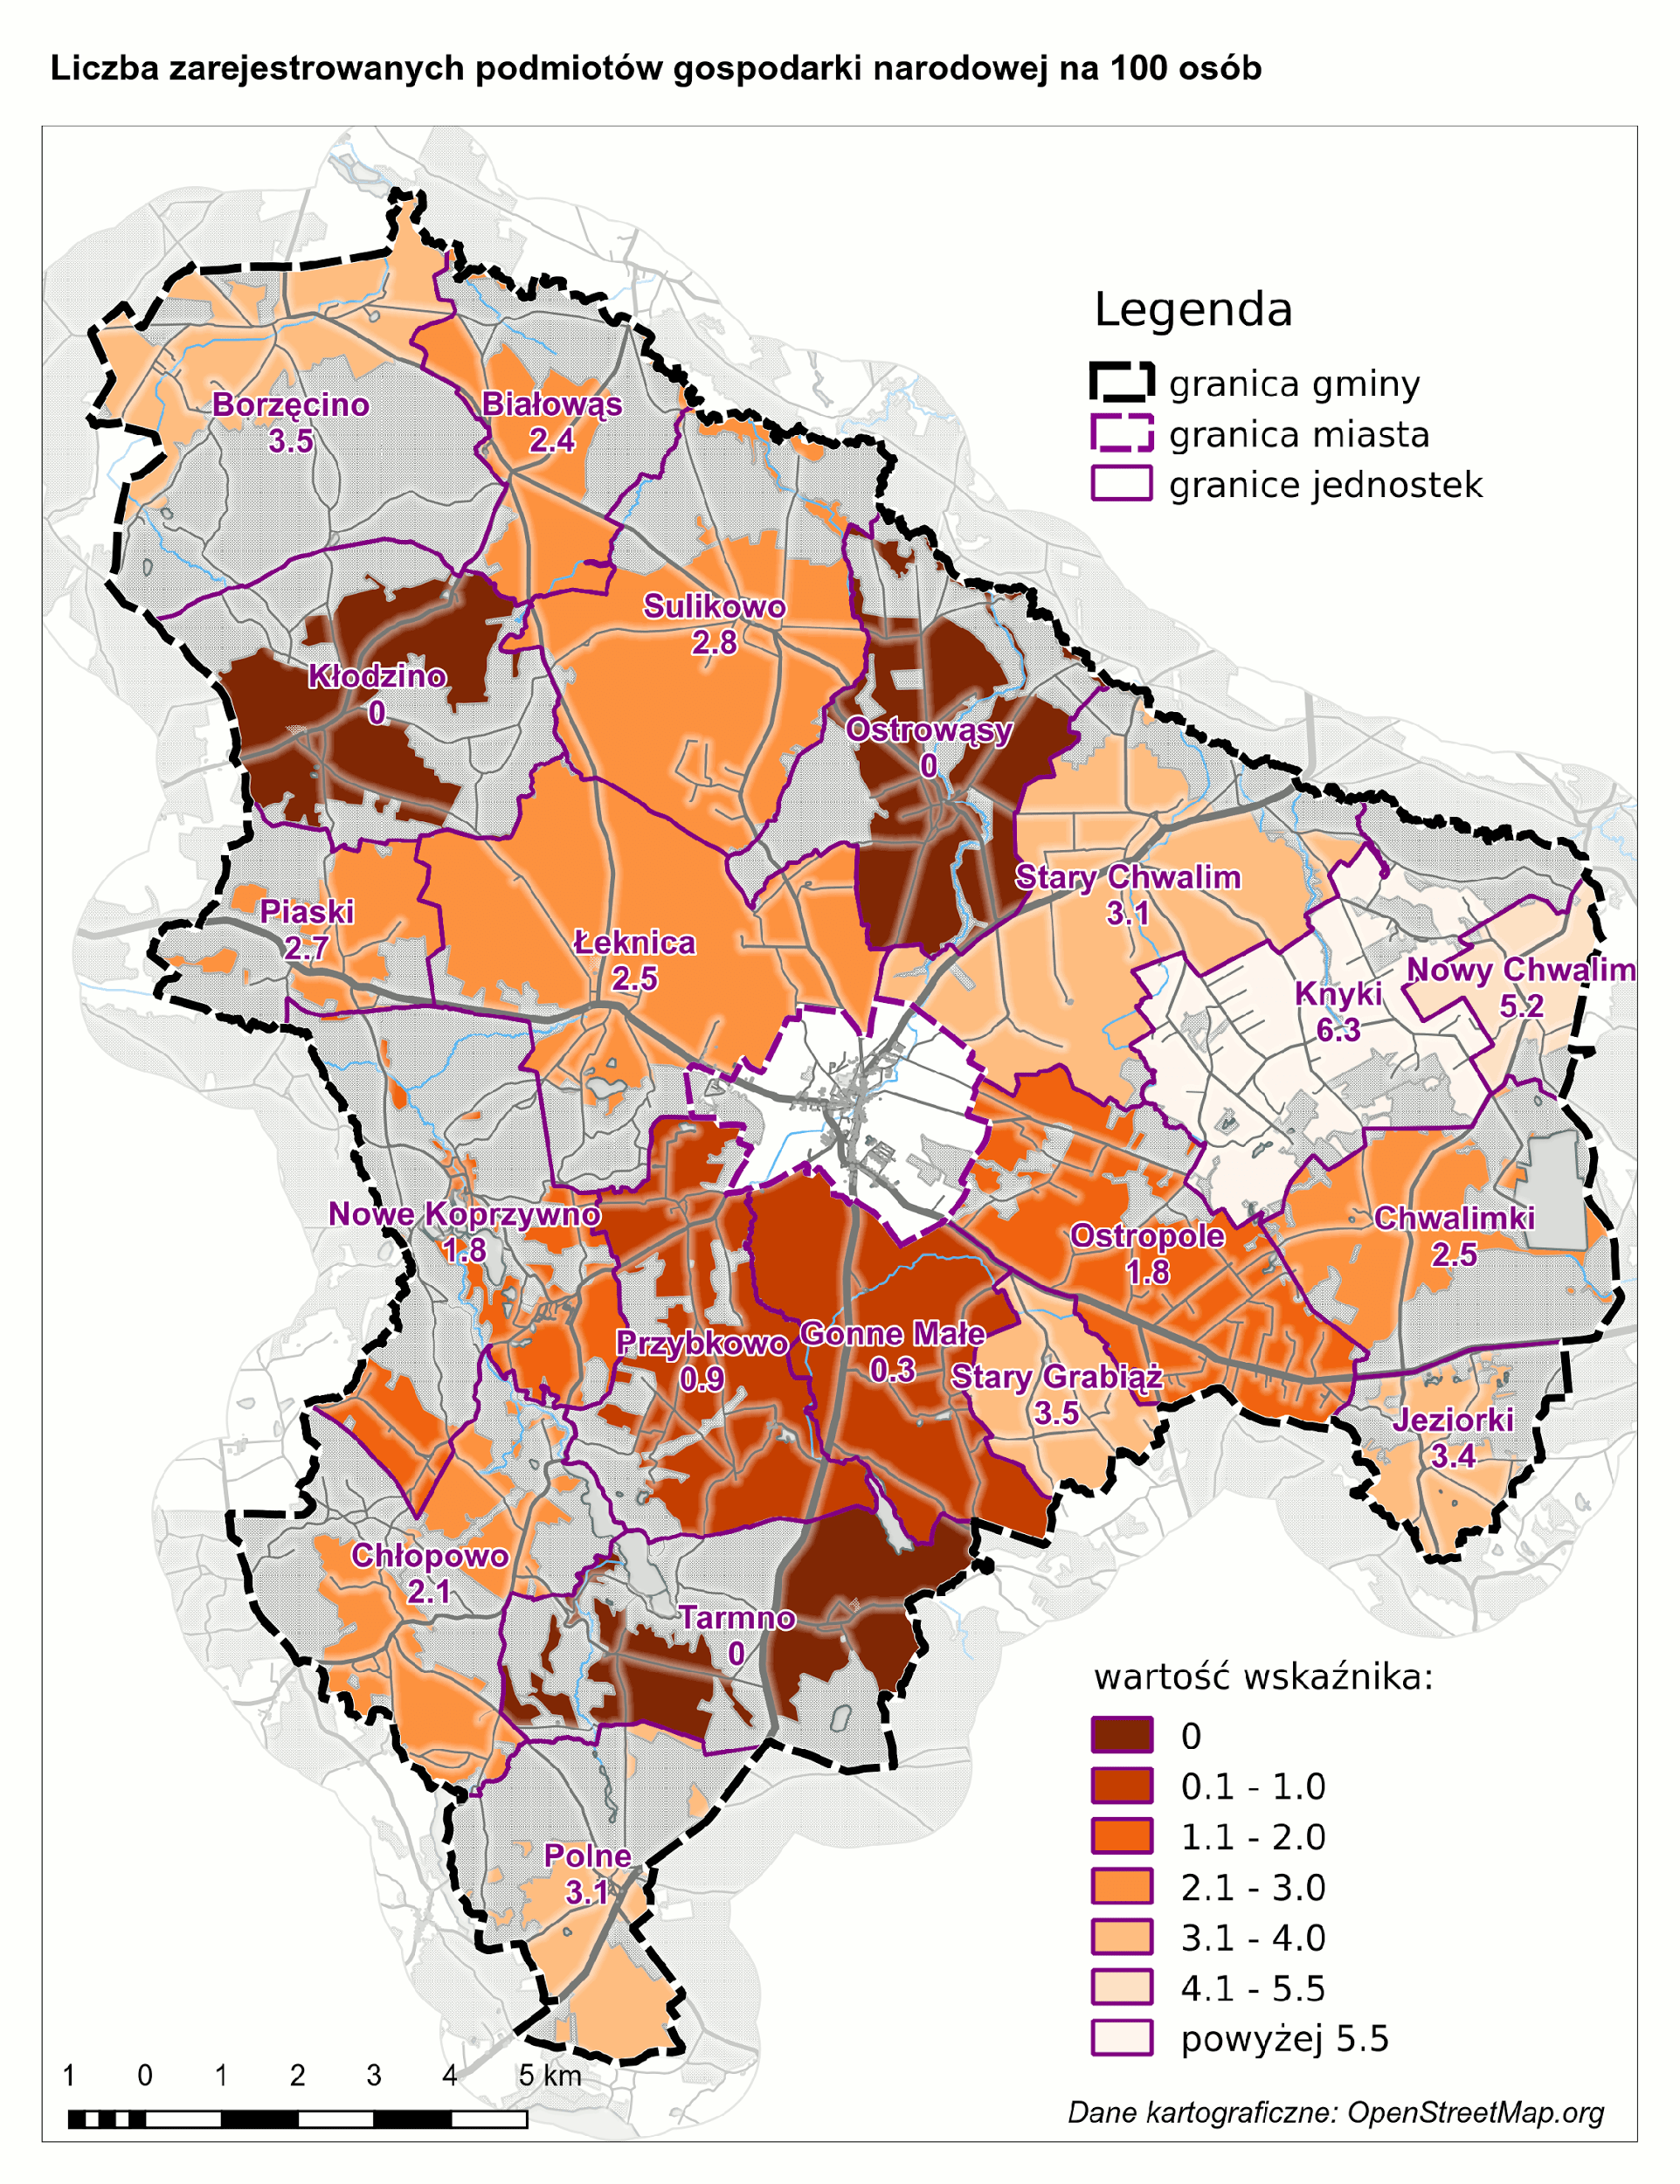 Liczba zarejestrowanych podmiotów gospodarki narodowej na 100 osób
Legenda
granica gminy
granica miasta
granice jednostek
Borzęcino
3.5
Białowąs
2.4
Sulikowo
2.8
Kłodzino
0
Ostrowąsy
0
Stary Chwalim
3.1
Piaski
2.7
Łeknica
2.5
Knyki
6.3
Nowy Chwalim
5.2
Nowe Koprzywno
1.8
Ostropole
1.8
Chwalimki
2.5
Przybkowo
0.9
Gonne Małe
0.3
Stary Grabiąż
3.5
Jeziorki
3.4
Chłopowo
2.1
Tarmno
0
Polne
3.1
wartość wskaźnika:
0
0.1 - 1.0
1.1 - 2.0
2.1 - 3.0
3.1 - 4.0
4.1 - 5.5
powyżej 5.5
1 0 1 2 3 4 5 km
Dane kartograficzne: OpenStreetMap.org